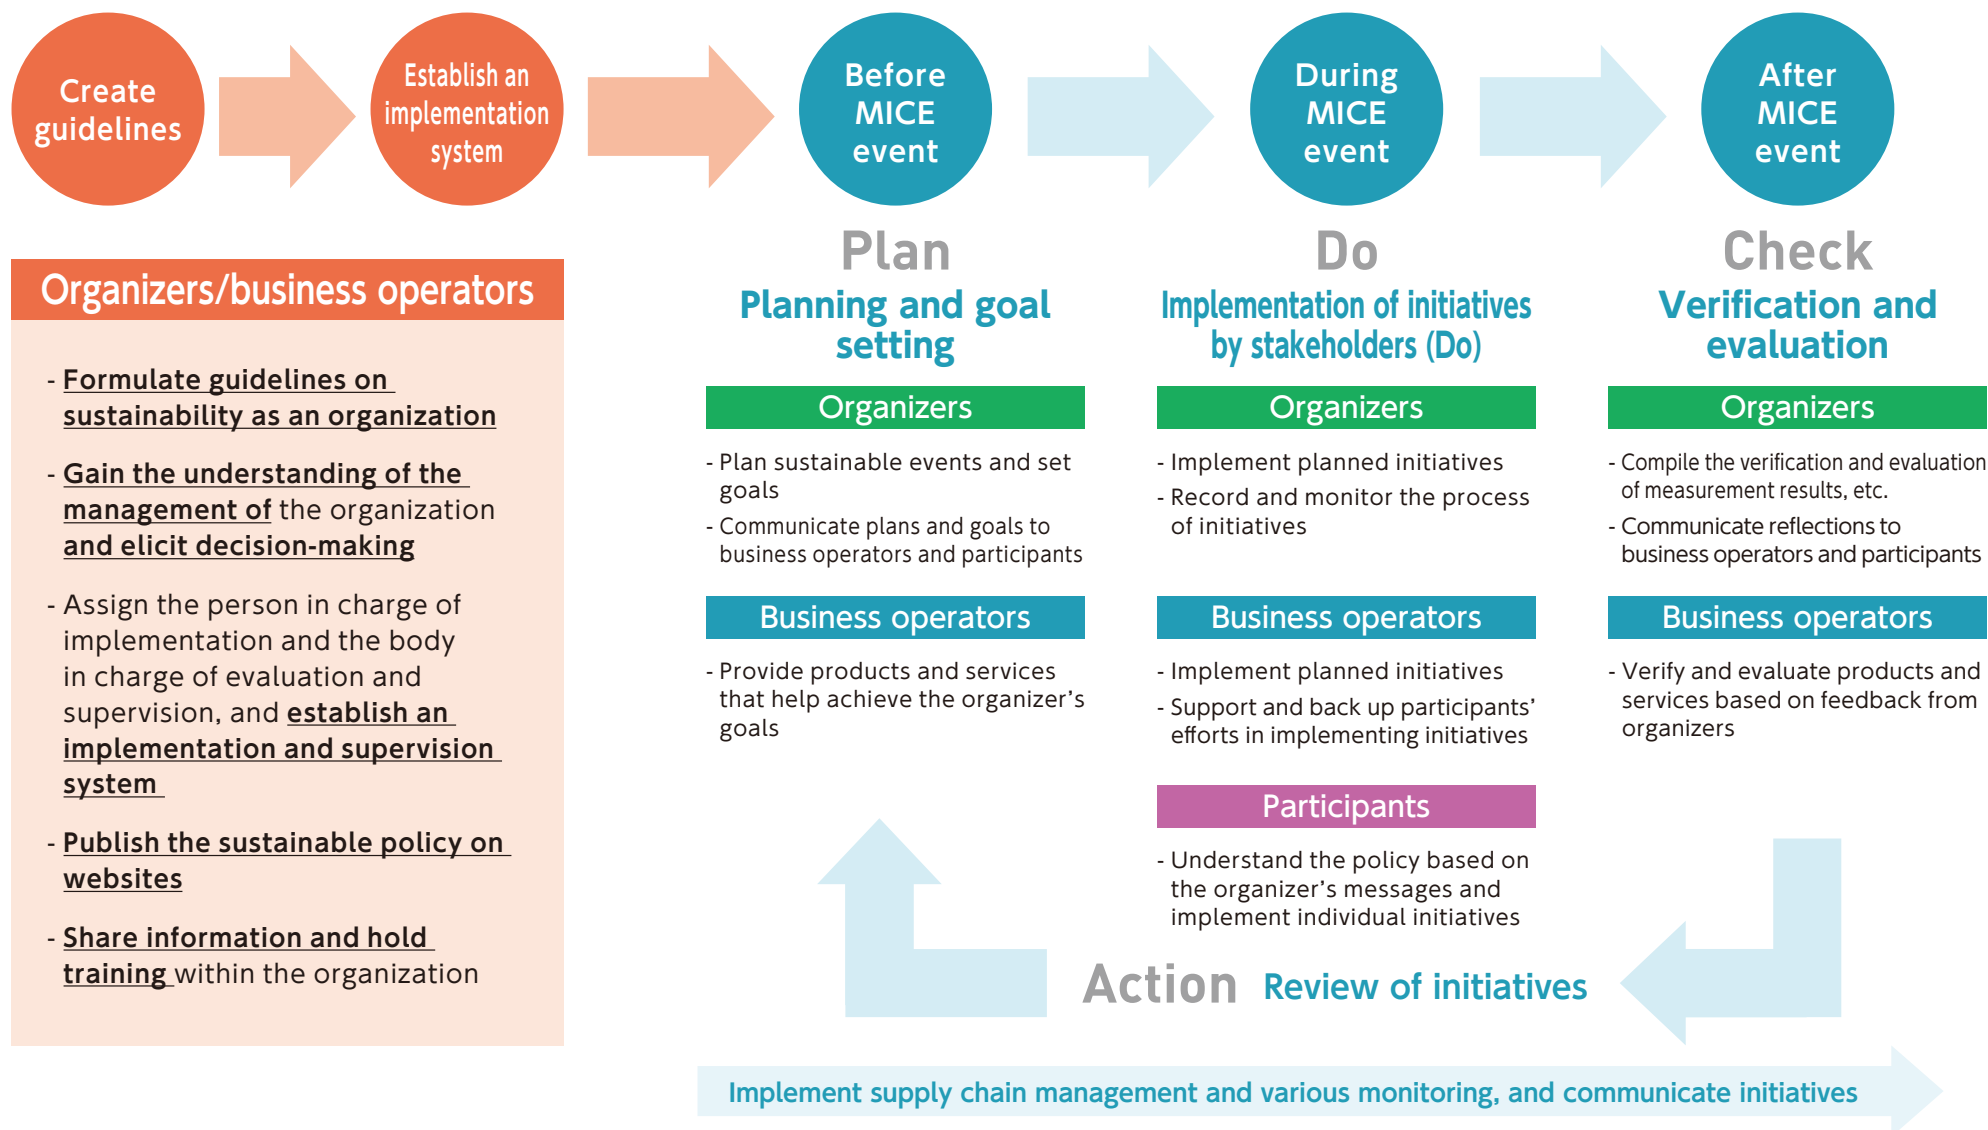 Create
guidelines
Establish an
implementation
system
Before
MICE
event
During
MICE
event
After
MICE
event
Organizers/business operators
- Formulate guidelines on
sustainability as an organization
- Gain the understanding of the
management of the organization
and elicit decision-making
- Assign the person in charge of
implementation and the body
in charge of evaluation and
supervision, and establish an
implementation and supervision
system
- Publish the sustainable policy on
websites
- Share information and hold
training within the organization
Plan
Planning and goal
setting
Organizers
- Plan sustainable events and set
goals
- Communicate plans and goals to
business operators and participants
Business operators
- Provide products and services
that help achieve the organizer’s
goals
Do
Implementation of initiatives
by stakeholders (Do)
Organizers
- Implement planned initiatives
- Record and monitor the process
of initiatives
Business operators
- Implement planned initiatives
- Support and back up participants’
efforts in implementing initiatives
Participants
- Understand the policy based on
the organizer’s messages and
implement individual initiatives
Check
Verification and
evaluation
Organizers
- Compile the verification and evaluation
of measurement results, etc.
- Communicate reflections to
business operators and participants
Business operators
- Verify and evaluate products and
services based on feedback from
organizers
Action Review of initiatives
Implement supply chain management and various monitoring, and communicate initiatives